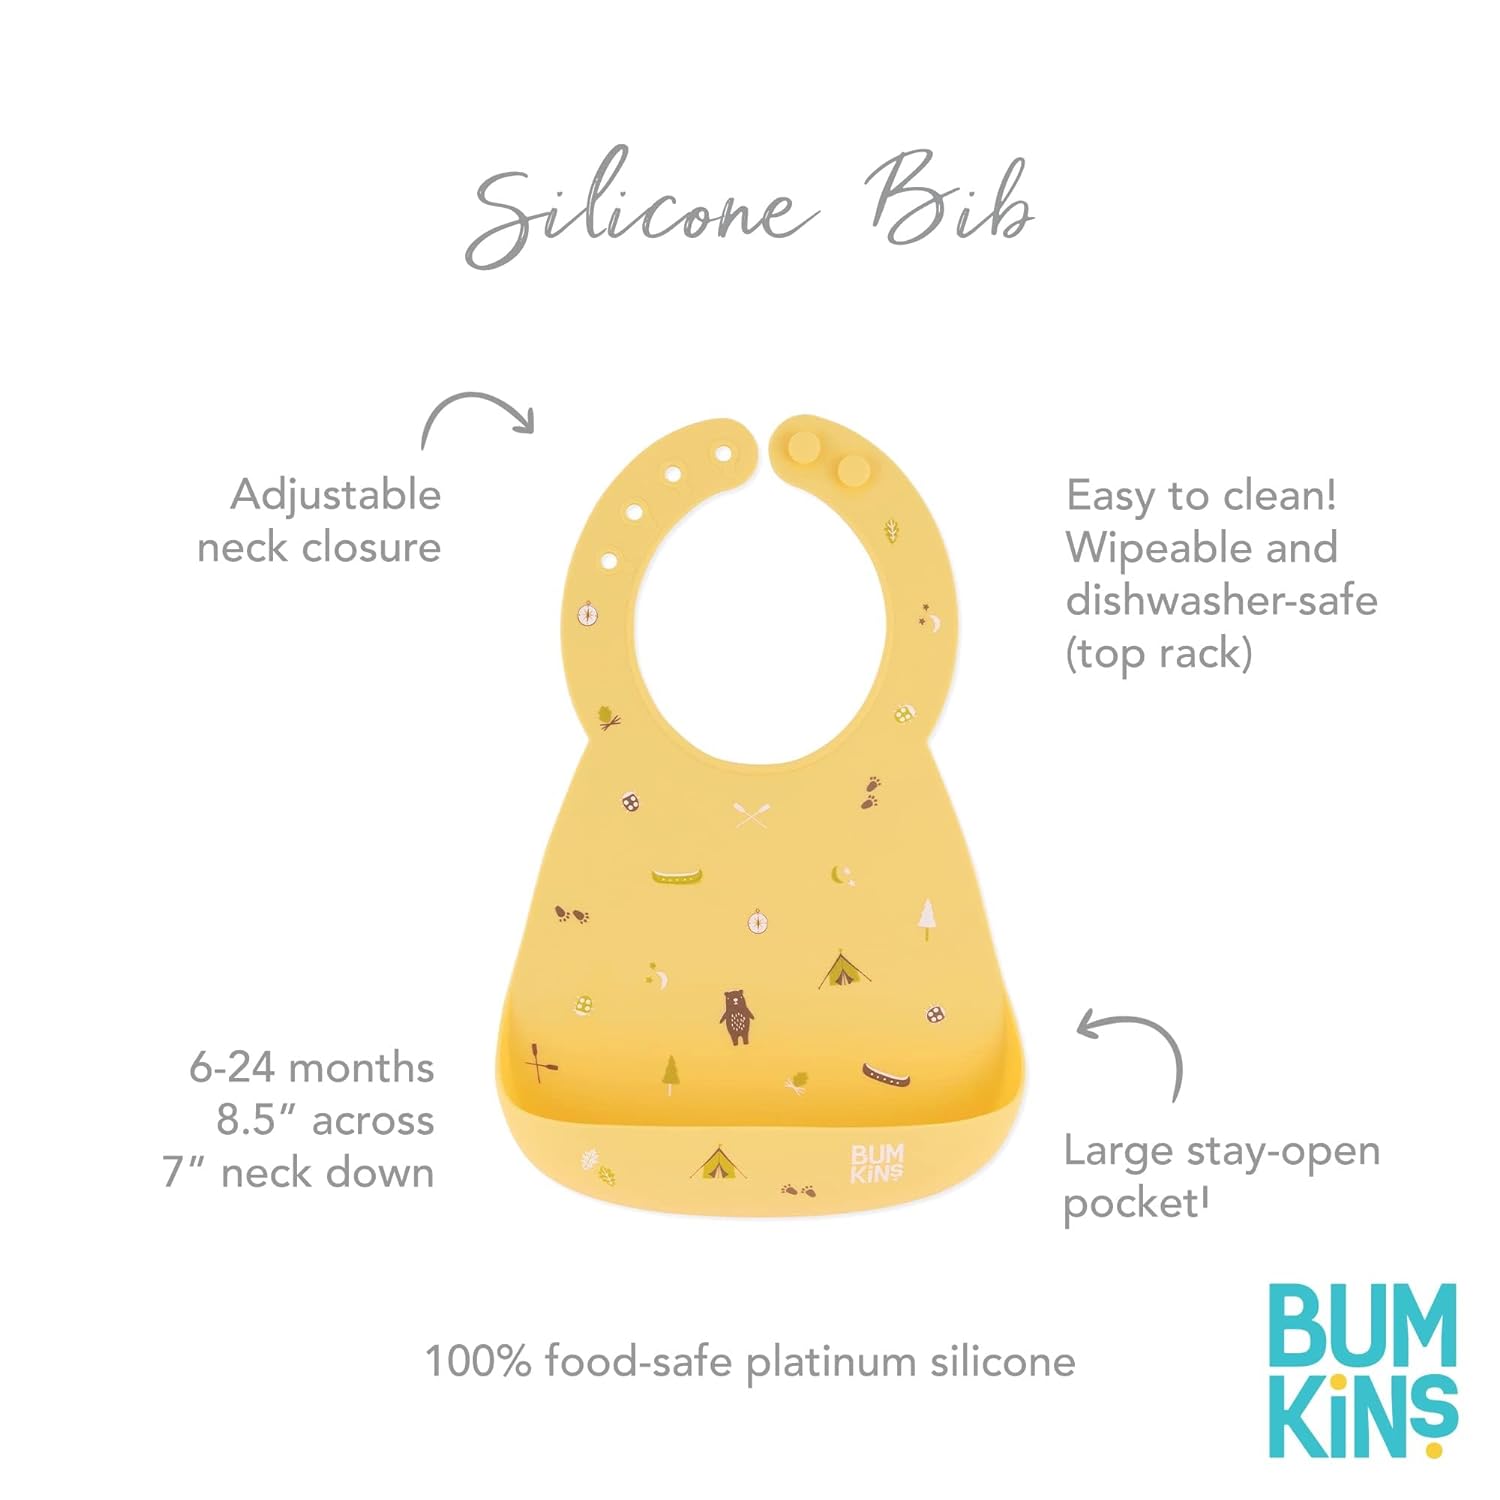 Silicone Bib
Adjustable
neck closure
Easy to clean!
Wipeable and
dishwasher-safe
(top rack)
6-24 months
8.5” across
7” neck down
BUM
KiNS
Large stay-open
pocket!
100% food-safe platinum silicone
BUM
KiNS